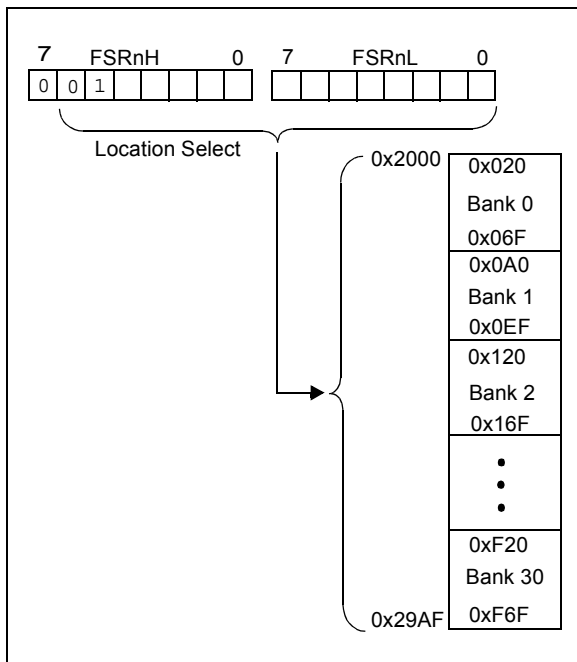 7 FSRnH 0 7 FSRnL 0
0 0 1
Location Select
0x2000
0x020
Bank 0
0x06F
0x0A0
Bank 1
0x0EF
0x120
Bank 2
0x16F
0xF20
Bank 30
0xF6F
0x29AF